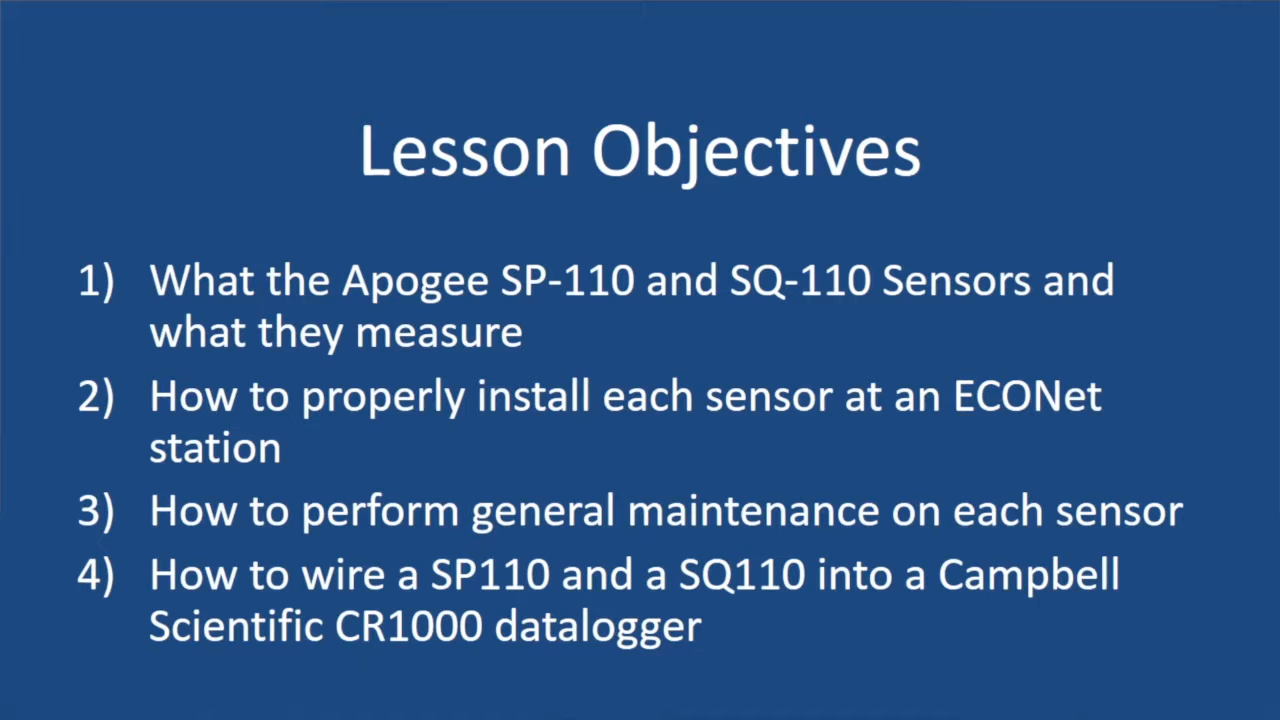 Lesson Objectives
1) What the Apogee SP-110 and SQ-110 Sensors and
what they measure
2) How to properly install each sensor at an ECONet
station
3) How to perform general maintenance on each sensor
4) How to wire a SP110 and a SQ110 into a Campbell
Scientific CR1000 datalogger